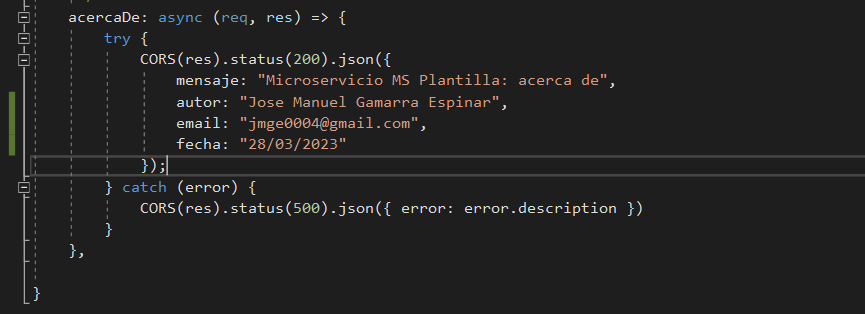 acercaDe: async (req, res) => {
try {
CORS(res).status(200).json({
mensaje: "Microservicio MS Plantilla: acerca de",
autor: "Jose Manuel Gamarra Espinar",
email: "jmge0004@gmail.com",
fecha: "28/03/2023"
});
} catch (error) {
CORS(res).status(500).json({ error: error.description })
}
},
}